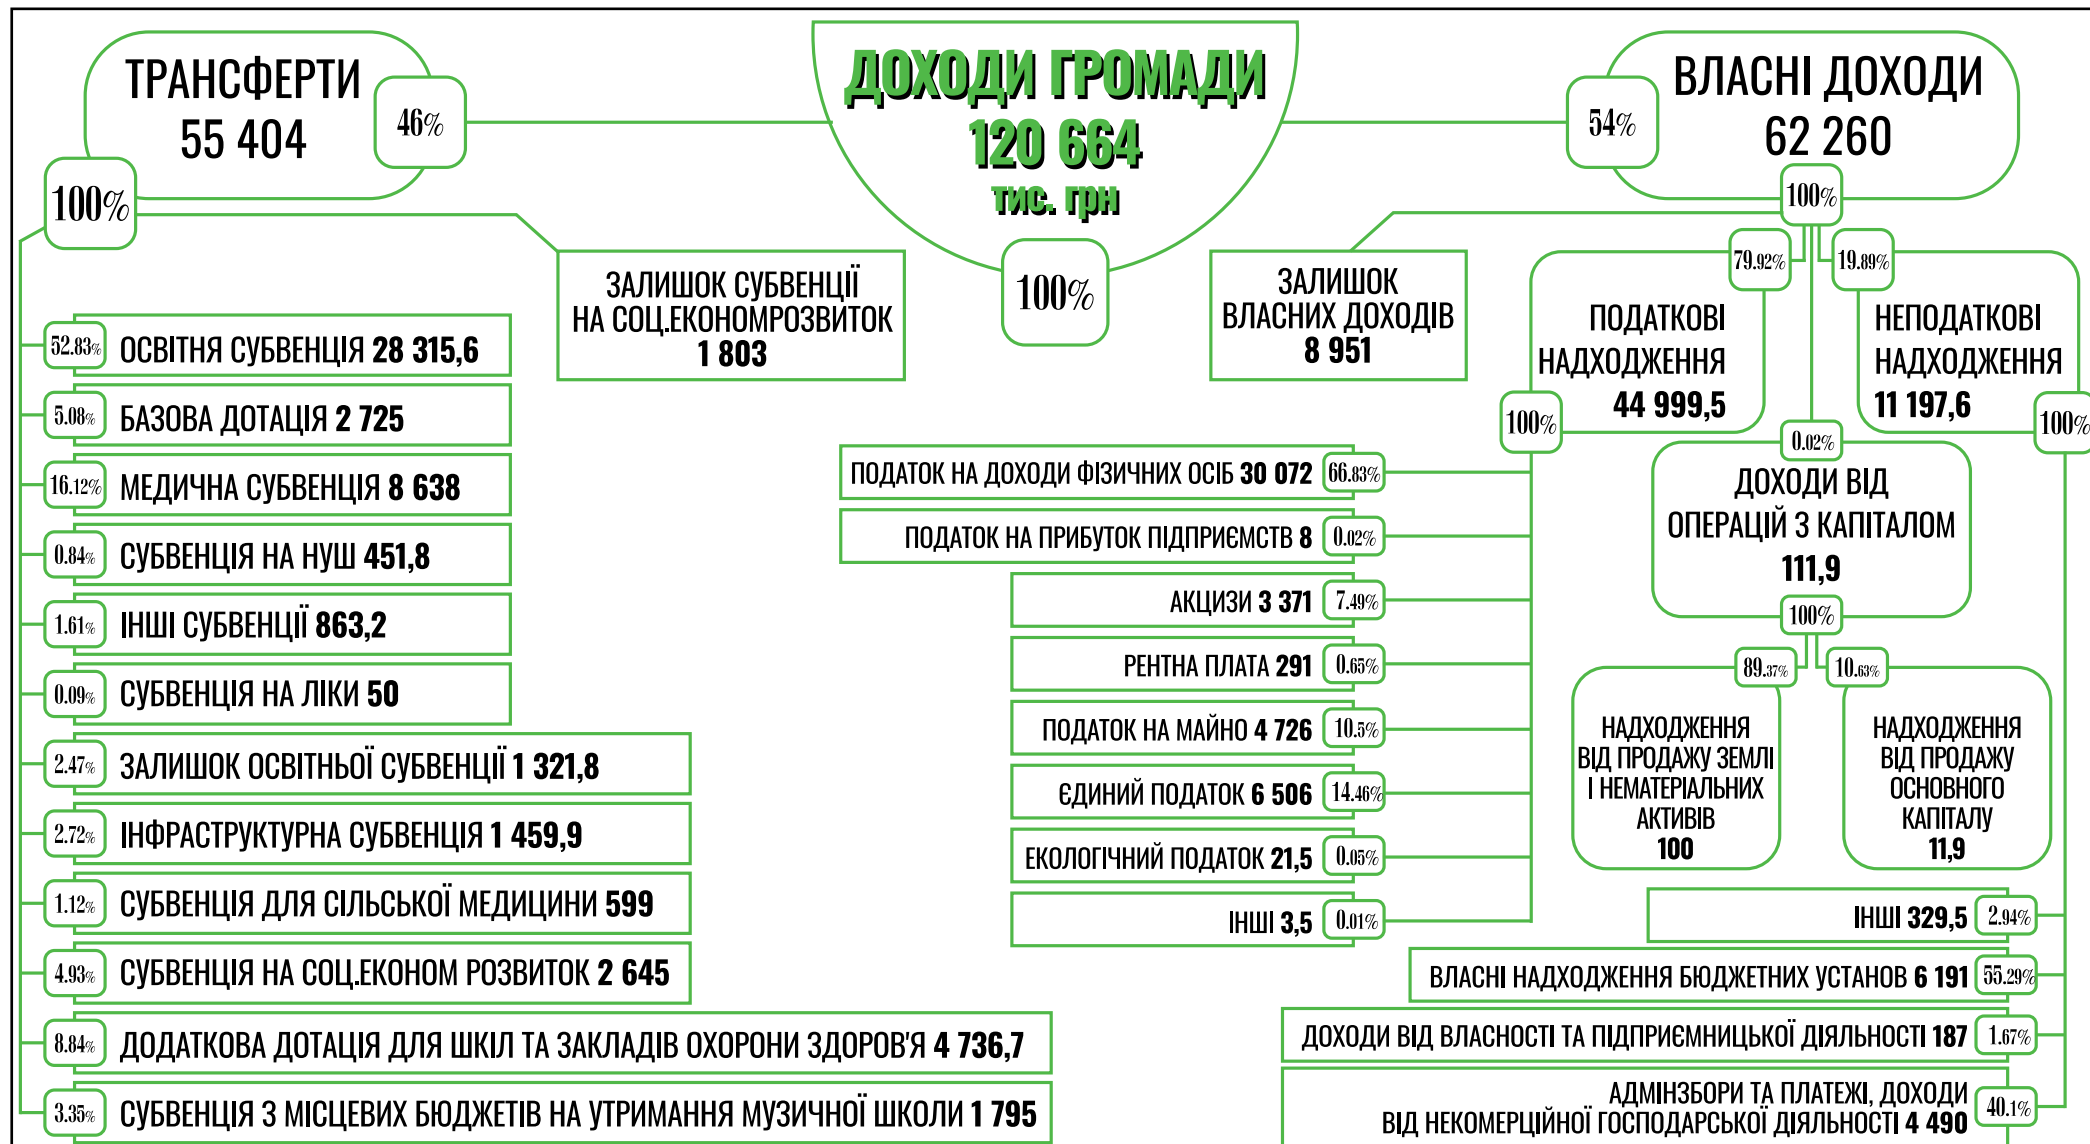 ТРАНСФЕРТИ
55 404
46%
100%
ДОХОДИ ГРОМАДИ
120 664
тис. грн
100%
ВЛАСНІ ДОХОДИ
62 260
54%
100%
ЗАЛИШОК СУБВЕНЦІЇ
НА СОЦ.ЕКОНОМРОЗВИТОК
1 803
ЗАЛИШОК
ВЛАСНИХ ДОХОДІВ
8 951
52.83% ОСВІТНЯ СУБВЕНЦІЯ 28 315,6
5.08% БАЗОВА ДОТАЦІЯ 2 725
16.12% МЕДИЧНА СУБВЕНЦІЯ 8 638
0.84% СУБВЕНЦІЯ НА НУШ 451,8
1.61% ІНШІ СУБВЕНЦІЇ 863,2
0.09% СУБВЕНЦІЯ НА ЛІКИ 50
2.47% ЗАЛИШОК ОСВІТНЬОЇ СУБВЕНЦІЇ 1 321,8
2.72% ІНФРАСТРУКТУРНА СУБВЕНЦІЯ 1 459,9
1.12% СУБВЕНЦІЯ ДЛЯ СІЛЬСЬКОЇ МЕДИЦИНИ 599
4.93% СУБВЕНЦІЯ НА СОЦ.ЕКОНОМ РОЗВИТОК 2 645
8.84% ДОДАТКОВА ДОТАЦІЯ ДЛЯ ШКІЛ ТА ЗАКЛАДІВ ОХОРОНИ ЗДОРОВ'Я 4 736,7
3.35% СУБВЕНЦІЯ З МІСЦЕВИХ БЮДЖЕТІВ НА УТРИМАННЯ МУЗИЧНОЇ ШКОЛИ 1 795
79.92%
ПОДАТКОВІ
НАДХОДЖЕННЯ
44 999,5
100%
ПОДАТОК НА ДОХОДИ ФІЗИЧНИХ ОСІБ 30 072 66.83%
ПОДАТОК НА ПРИБУТОК ПІДПРИЄМСТВ 8 0.02%
АКЦИЗИ 3 371 7.49%
РЕНТНА ПЛАТА 291 0.65%
ПОДАТОК НА МАЙНО 4 726 10.5%
ЄДИНИЙ ПОДАТОК 6 506 14.46%
ЕКОЛОГІЧНИЙ ПОДАТОК 21,5 0.05%
ІНШІ 3,5 0.01%
19.89%
НЕПОДАТКОВІ
НАДХОДЖЕННЯ
11 197,6
100%
0.02%
ДОХОДИ ВІД
ОПЕРАЦІЙ З КАПІТАЛОМ
111,9
100%
89.37%
НАДХОДЖЕННЯ
ВІД ПРОДАЖУ ЗЕМЛІ
І НЕМАТЕРІАЛЬНИХ
АКТИВІВ
100
10.63%
НАДХОДЖЕННЯ
ВІД ПРОДАЖУ
ОСНОВНОГО
КАПІТАЛУ
11,9
ІНШІ 329,5 2.94%
ВЛАСНІ НАДХОДЖЕННЯ БЮДЖЕТНИХ УСТАНОВ 6 191 55.29%
ДОХОДИ ВІД ВЛАСНОСТІ ТА ПІДПРИЄМНИЦЬКОЇ ДІЯЛЬНОСТІ 187 1.67%
АДМІНЗБОРИ ТА ПЛАТЕЖІ, ДОХОДИ
ВІД НЕКОМЕРЦІЙНОЇ ГОСПОДАРСЬКОЇ ДІЯЛЬНОСТІ 4 490 40.1%